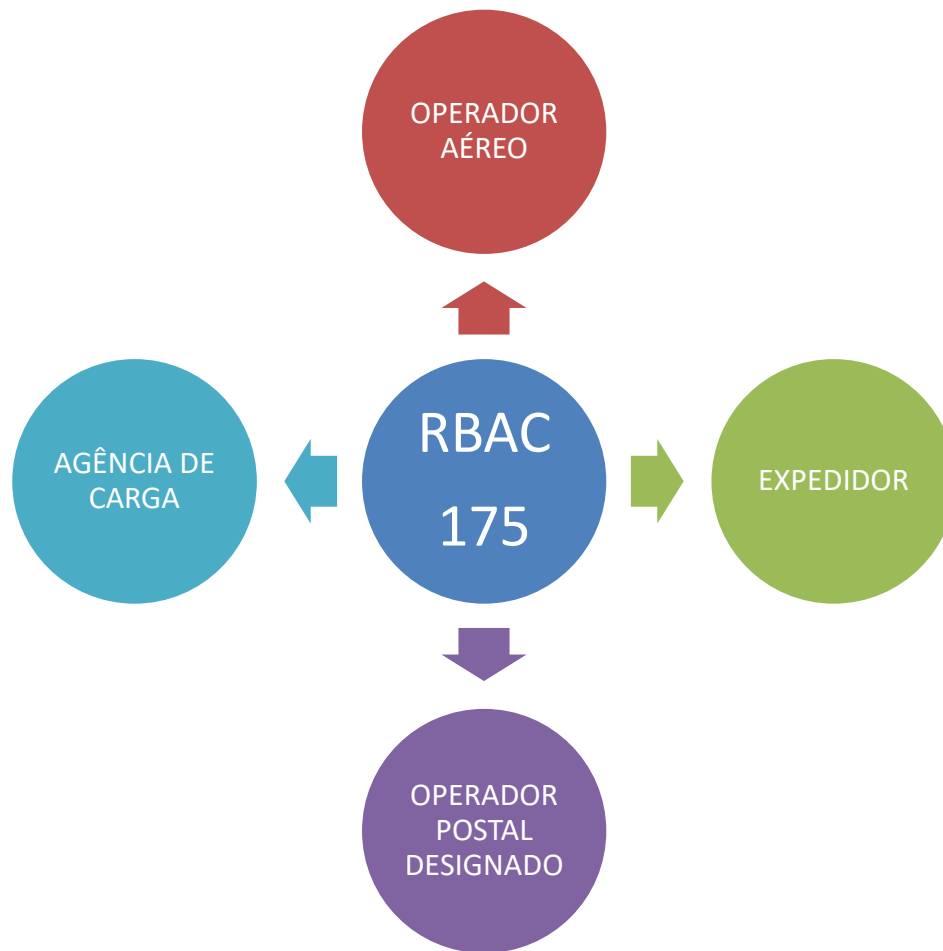 OPERADOR
AÉREO
AGÊNCIA DE
CARGA
RBAC
175
EXPEDIDOR
OPERADOR
POSTAL
DESIGNADO